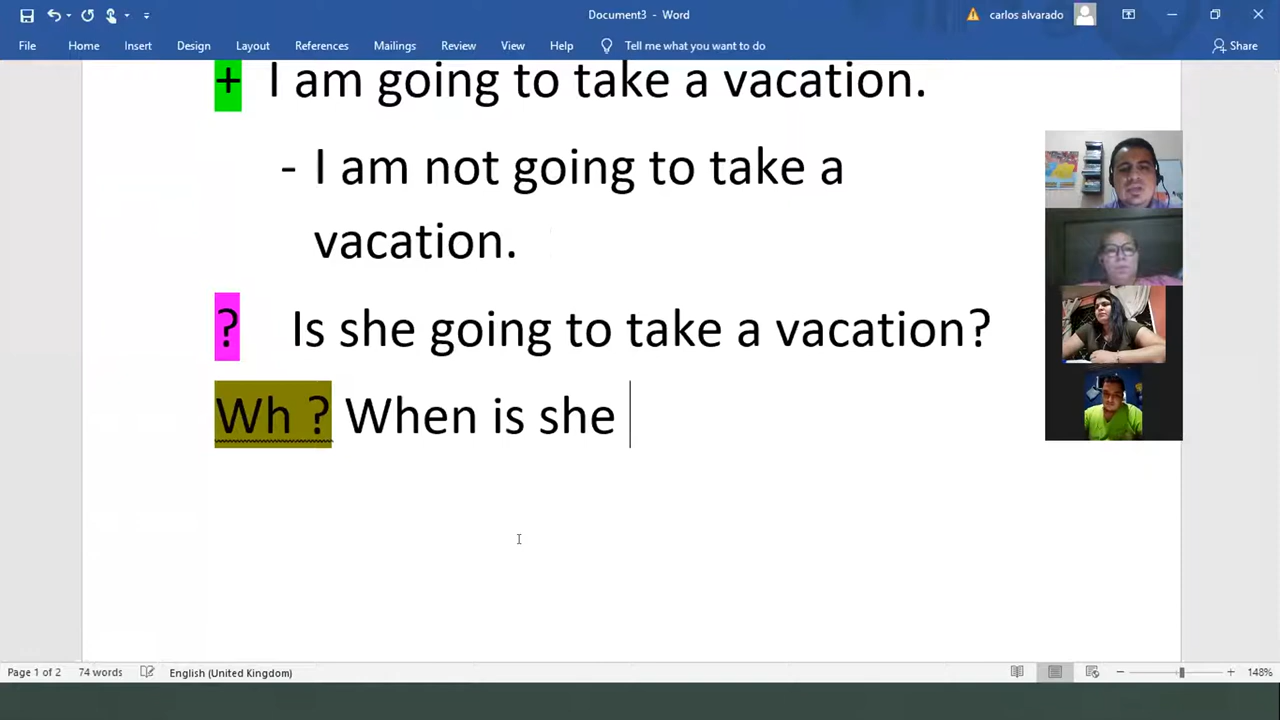 Document3 - Word
carlos alvarado
File Home Insert Design Layout References Mailings Review View Help Tell me what you want to do Share
+ I am going to take a vacation.
- I am not going to take a
vacation.
? Is she going to take a vacation?
Wh ? When is she
Page 1 of 2 74 words English (United Kingdom) 148%